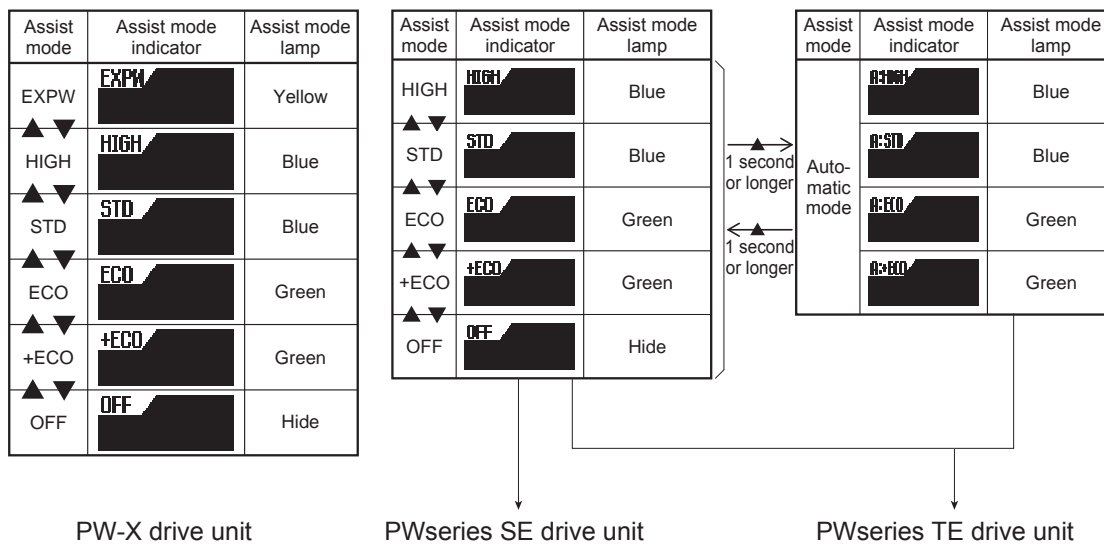 Assist mode
Assist mode indicator
Assist mode lamp
EXPW
EXPW
Yellow
▲ ▼
HIGH
HIGH
Blue
▲ ▼
STD
STD
Blue
▲ ▼
ECO
ECO
Green
▲ ▼
+ECO
+ECO
Green
▲ ▼
OFF
OFF
Hide
PW-X drive unit
Assist mode
Assist mode indicator
Assist mode lamp
HIGH
HIGH
Blue
▲ ▼
STD
STD
Blue
▲ ▼
ECO
ECO
Green
▲ ▼
+ECO
+ECO
Green
▲ ▼
OFF
OFF
Hide
PWseries SE drive unit
▲
1 second
or longer
▲
1 second
or longer
Assist mode
Assist mode indicator
Assist mode lamp
Auto-
matic
mode
A:HIGH
Blue
A:STD
Blue
A:ECO
Green
A:+ECO
Green
PWseries TE drive unit